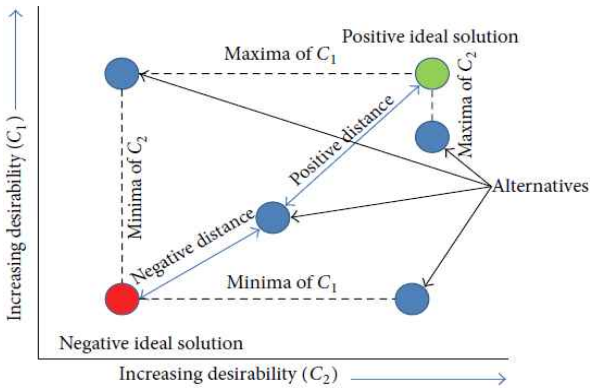 Positive ideal solution
Maxima of C1
Maxima of C2
Increasing desirability (C1)
Minima of C2
Positive distance
Alternatives
Negative distance
Minima of C1
Negative ideal solution
Increasing desirability (C2)